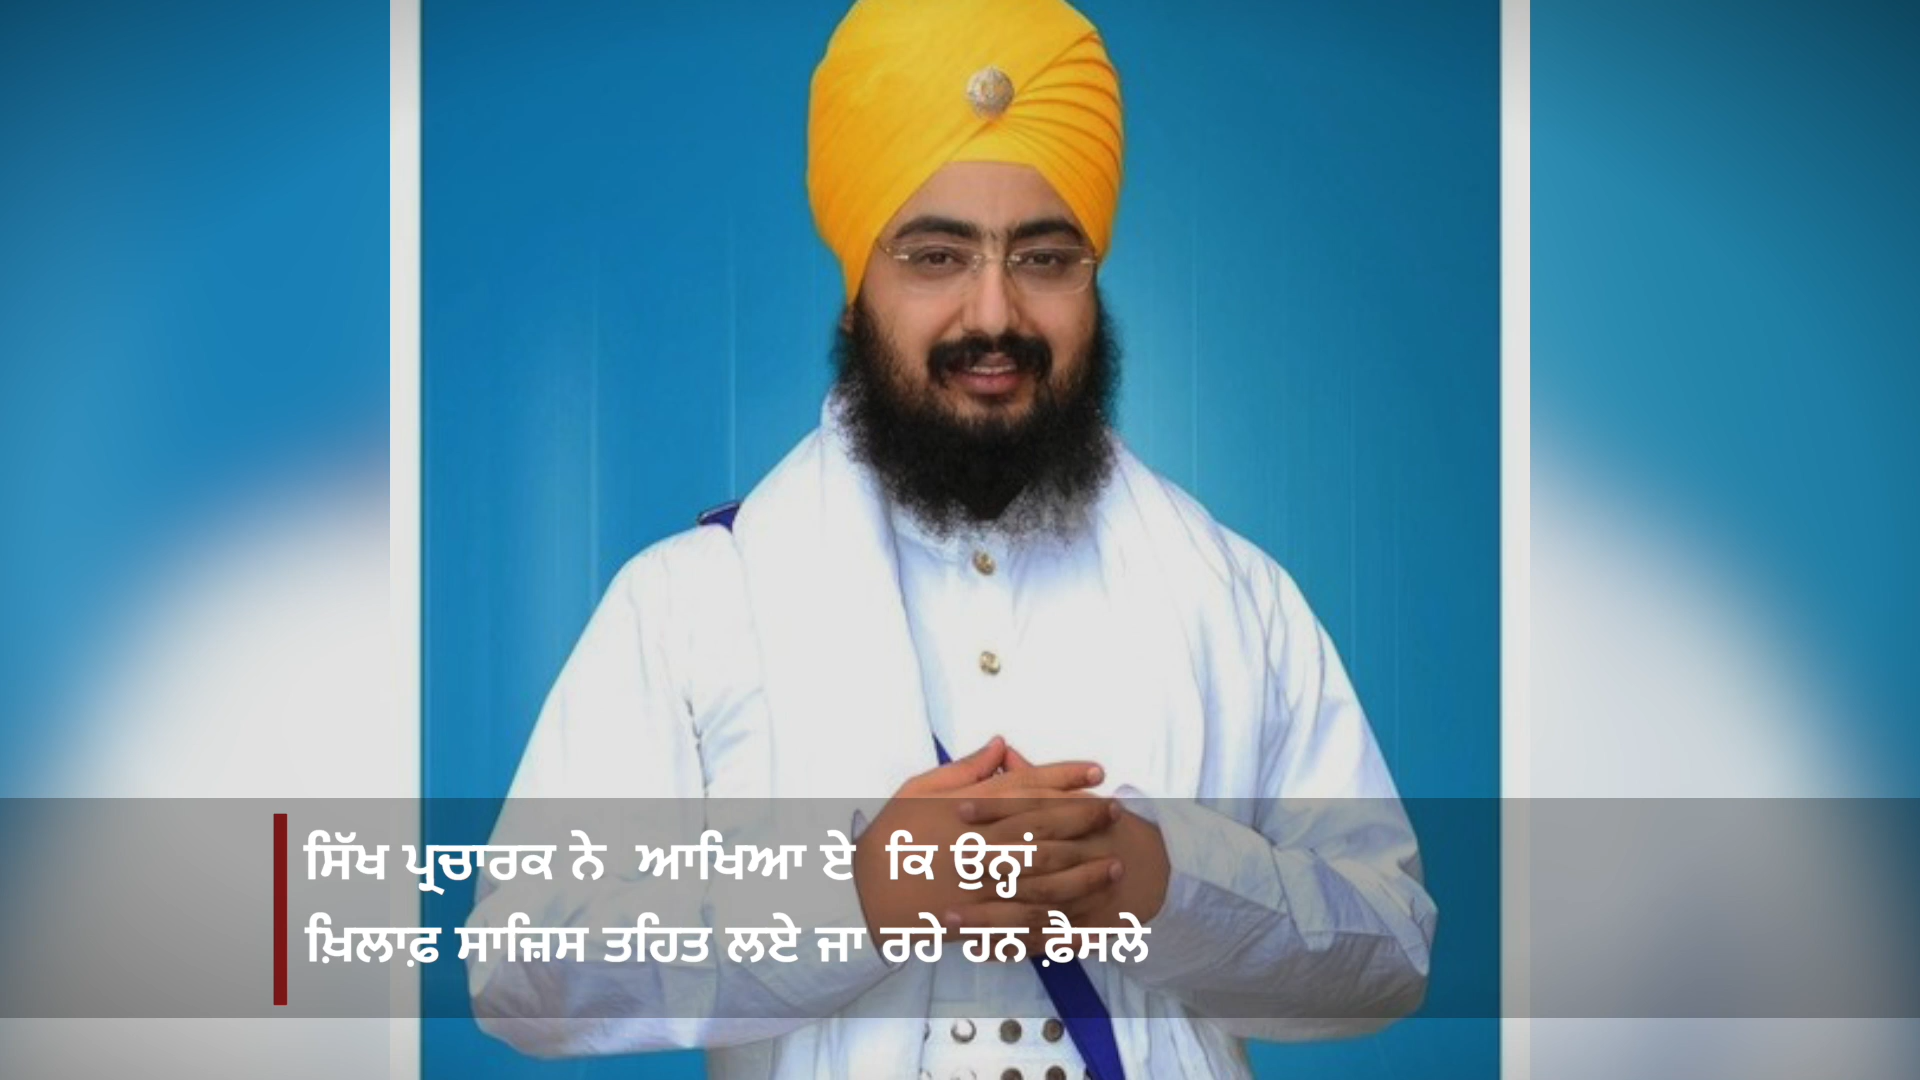 ਸਿੱਖ ਪ੍ਰਚਾਰਕ ਨੇ  ਆਖਿਆ ਏ  ਕਿ ਉਨ੍ਹਾਂ
ਖ਼ਿਲਾਫ਼ ਸਾਜ਼ਿਸ ਤਹਿਤ ਲਏ ਜਾ ਰਹੇ ਹਨ ਫ਼ੈਸਲੇ